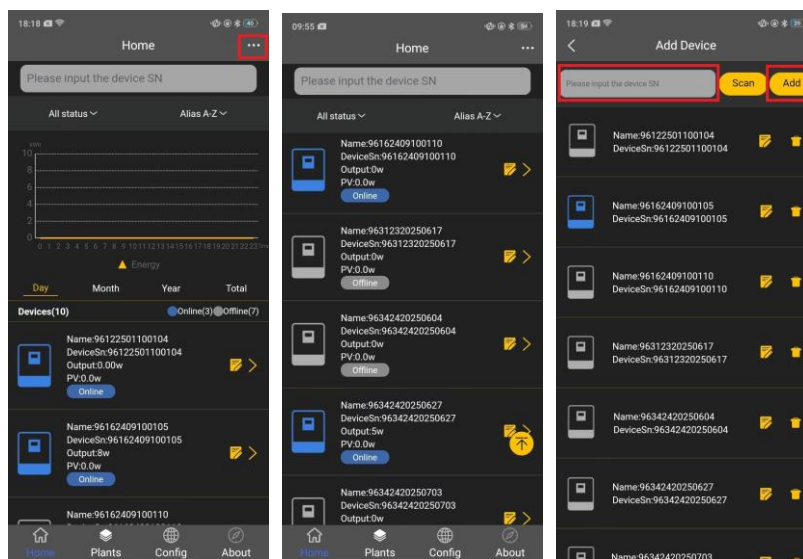 18:18
40
Home
Please input the device SN
All status
Alias A-Z
10
8
6
4
2
0
0 1 2 3 4 5 6 7 8 9 10 11 12 13 14 15 16 17 18 19 20 21 22 23
Energy
Day
Month
Year
Total
Devices(10)
Online(3)
Offline(7)
Name:96122501100104
DeviceSn:96122501100104
Output:0.00w
PV:0.0w
Online
Name:96162409100105
DeviceSn:96162409100105
Output:8w
PV:0.0w
Online
Name:96162409100110
Home
Plants
Config
About
09:55
Home
Please input the device SN
All status
Alias A-Z
Name:96162409100110
DeviceSn:96162409100110
Output:0w
PV:0.0w
Online
Name:96312320250617
DeviceSn:96312320250617
Output:0w
PV:0.0w
Offline
Name:96342420250604
DeviceSn:96342420250604
Output:0w
PV:0.0w
Offline
Name:96342420250627
DeviceSn:96342420250627
Output:5w
PV:0.0w
Online
Name:96342420250703
DeviceSn:96342420250703
Output:0w
Home
Plants
Config
About
18:19
Add Device
Please input the device SN
Scan
Add
Name:96122501100104
DeviceSn:96122501100104
Name:96162409100105
DeviceSn:96162409100105
Name:96162409100110
DeviceSn:96162409100110
Name:96312320250617
DeviceSn:96312320250617
Name:96342420250604
DeviceSn:96342420250604
Name:96342420250627
DeviceSn:96342420250627
Name:96342420250703